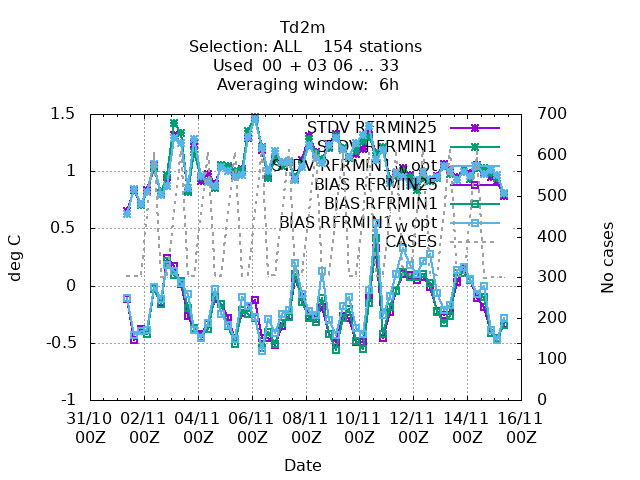 Td2m
Selection: ALL    154 stations
Used  00 + 03 06 ... 33
Averaging window:  6h
1.5
1
0.5
0
-0.5
-1
deg C
700
600
500
400
300
200
100
0
No cases
STDV RFRMIN25
STDV RFRMIN1
STDV RFRMIN1_W opt
BIAS RFRMIN25
BIAS RFRMIN1
BIAS RFRMIN1_W opt
CASES
31/10 02/11 04/11 06/11 08/11 10/11 12/11 14/11 16/11
00Z 00Z 00Z 00Z 00Z 00Z 00Z 00Z 00Z
Date